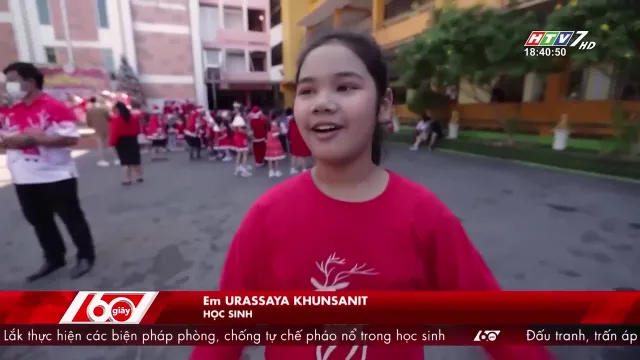 HTV7 HD
18:40:50
Em URASSAYA KHUNSANIT
60 giây
HỌC SINH
Lắk thực hiện các biện pháp phòng, chống tự chế pháo nổ trong học sinh 60 Đấu tranh, trấn áp